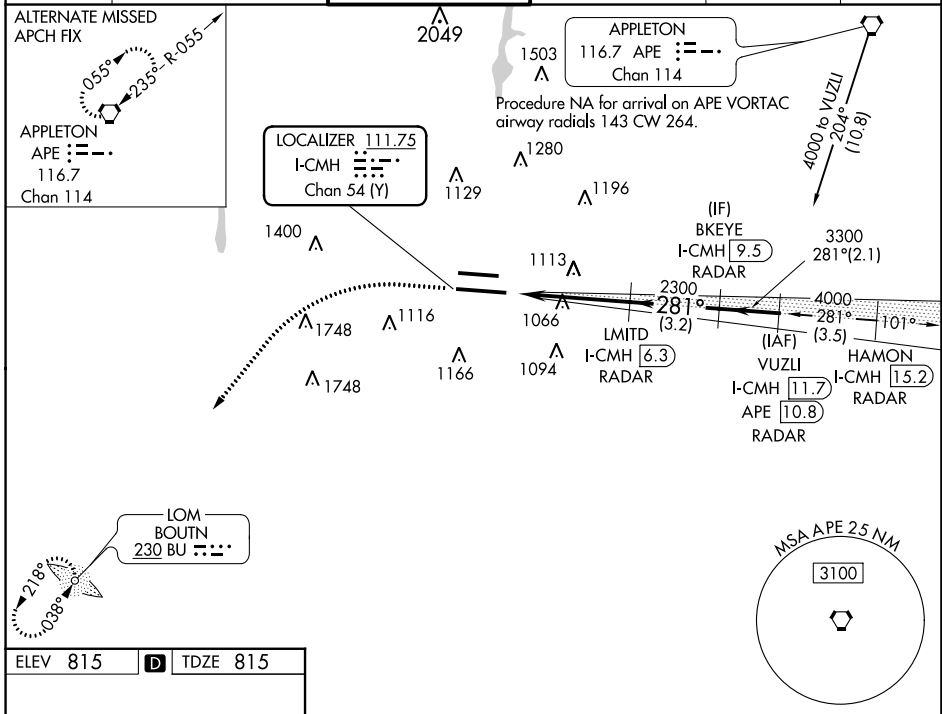 ALTERNATE MISSED
APCH FIX
055°
235°
R-055
APPLETON
APE
116.7
Chan 114
2049
1503
APPLETON
116.7 APE
Chan 114
Procedure NA for arrival on APE VORTAC
airway radials 143 CW 264.
4000 to VUZLI
204°
(10.8)
LOCALIZER 111.75
I-CMH
Chan 54 (Y)
1280
1129
1196
1400
1113
(IF)
BKEYE
I-CMH 9.5
RADAR
3300
281°(2.1)
2300
281°
(3.2)
4000
281°
(3.5)
101°
1748
1116
1066
1748
1166
1094
LMITD
I-CMH 6.3
RADAR
(IAF)
VUZLI
I-CMH 11.7
APE 10.8
RADAR
HAMON
I-CMH 15.2
RADAR
LOM
BOUTN
230 BU
218°
038°
MSA APE 25 NM
3100
ELEV 815 D TDZE 815